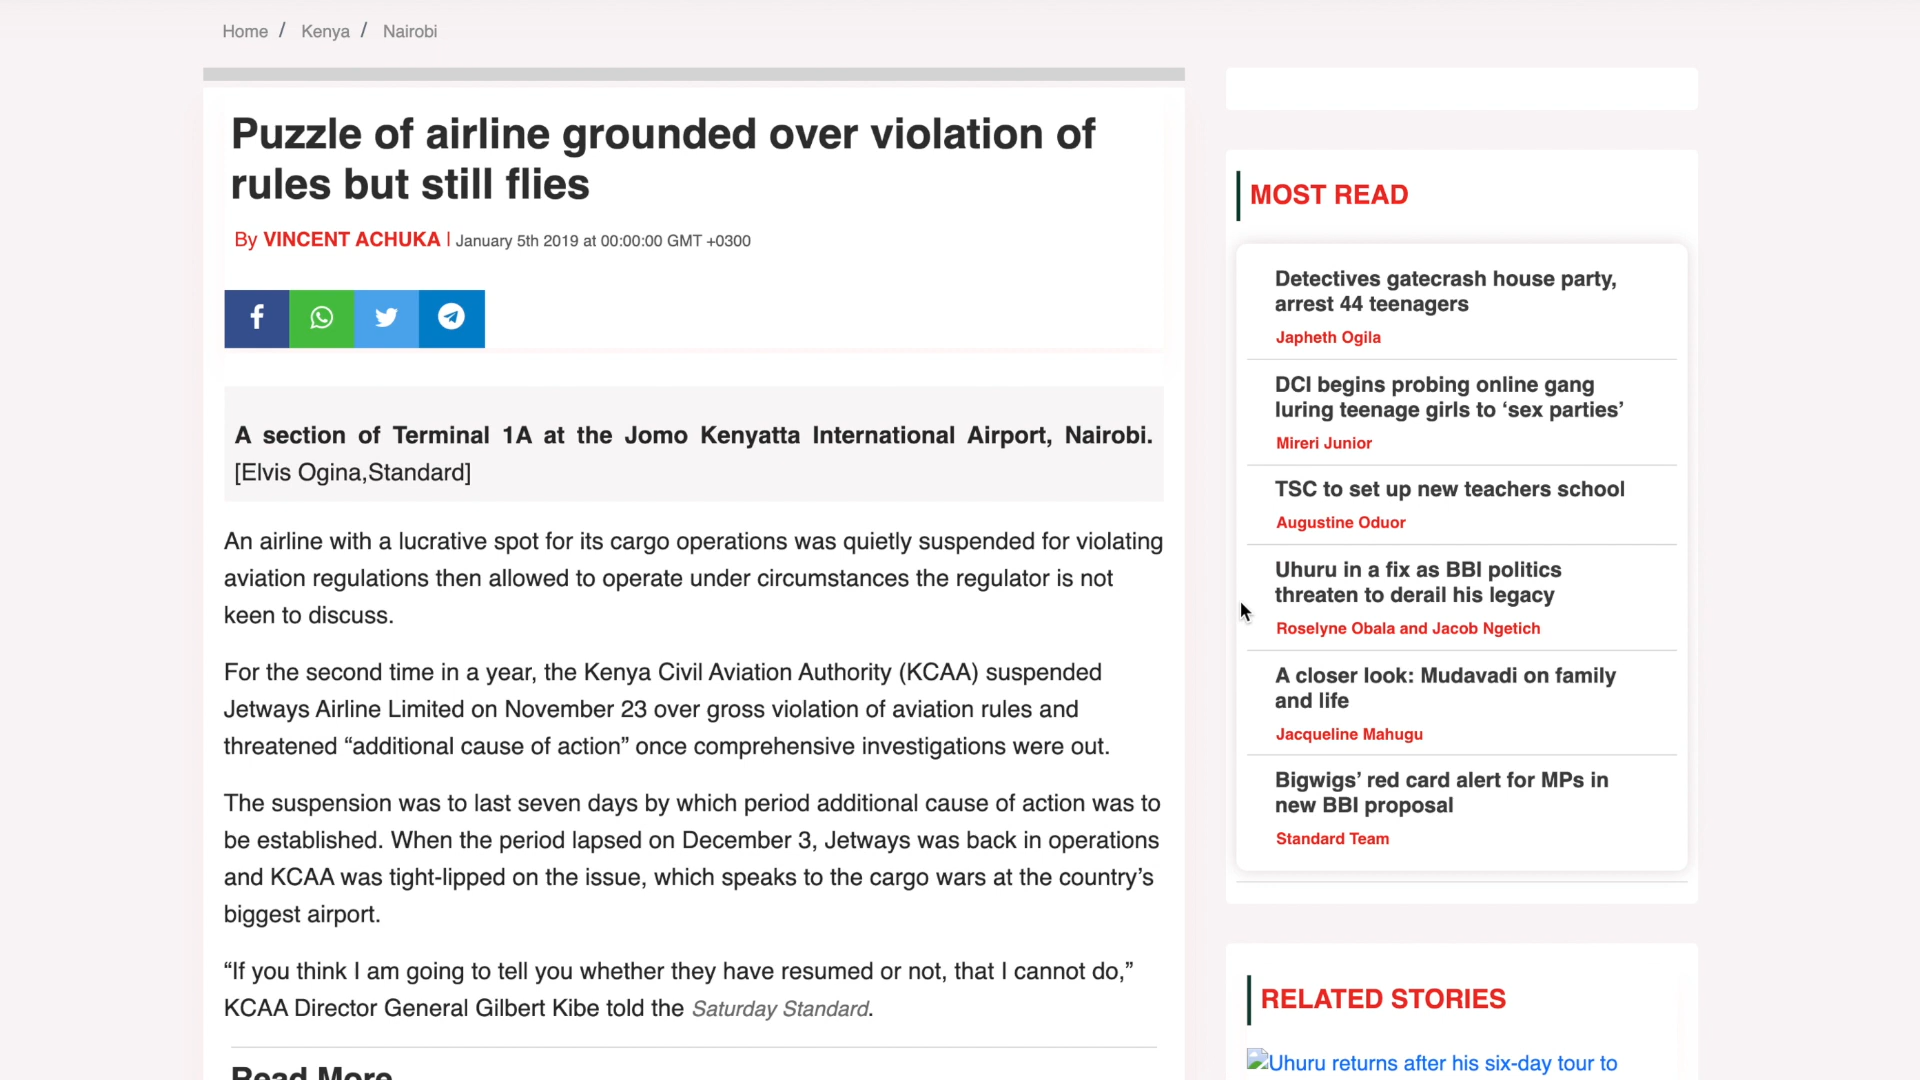 Home / Kenya / Nairobi
Puzzle of airline grounded over violation of
rules but still flies
By VINCENT ACHUKA | January 5th 2019 at 00:00:00 GMT +0300
A section of Terminal 1A at the Jomo Kenyatta International Airport, Nairobi.
[Elvis Ogina,Standard]
An airline with a lucrative spot for its cargo operations was quietly suspended for violating
aviation regulations then allowed to operate under circumstances the regulator is not
keen to discuss.
For the second time in a year, the Kenya Civil Aviation Authority (KCAA) suspended
Jetways Airline Limited on November 23 over gross violation of aviation rules and
threatened “additional cause of action” once comprehensive investigations were out.
The suspension was to last seven days by which period additional cause of action was to
be established. When the period lapsed on December 3, Jetways was back in operations
and KCAA was tight-lipped on the issue, which speaks to the cargo wars at the country’s
biggest airport.
“If you think I am going to tell you whether they have resumed or not, that I cannot do,”
KCAA Director General Gilbert Kibe told the Saturday Standard.
Read More
MOST READ
Detectives gatecrash house party,
arrest 44 teenagers
Japheth Ogila
DCI begins probing online gang
luring teenage girls to ‘sex parties’
Mireri Junior
TSC to set up new teachers school
Augustine Oduor
Uhuru in a fix as BBI politics
threaten to derail his legacy
Roselyne Obala and Jacob Ngetich
A closer look: Mudavadi on family
and life
Jacqueline Mahugu
Bigwigs’ red card alert for MPs in
new BBI proposal
Standard Team
RELATED STORIES
Uhuru returns after his six-day tour to